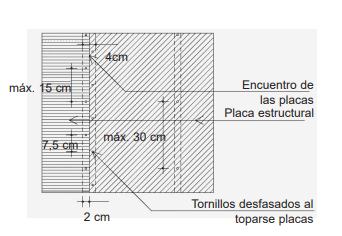 4cm
máx. 15 cm
Encuentro de
las placas
Placa estructural
máx. 30 cm
7,5 cm
Tornillos desfasados al
toparse placas
2 cm